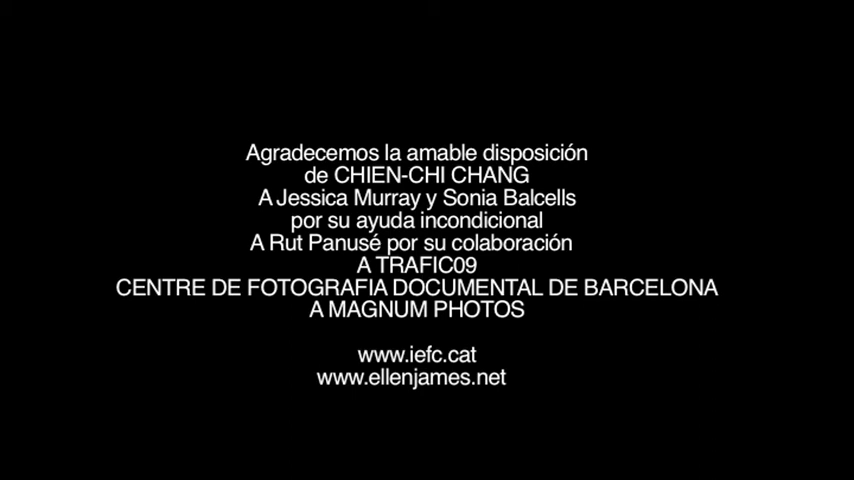 Agradecemos la amable disposición
de CHIEN-CHI CHANG
A Jessica Murray y Sonia Balcells
por su ayuda incondicional
A Rut Panusé por su colaboración
A TRAFIC09
CENTRE DE FOTOGRAFIA DOCUMENTAL DE BARCELONA
A MAGNUM PHOTOS
www.iefc.cat
www.ellenjames.net